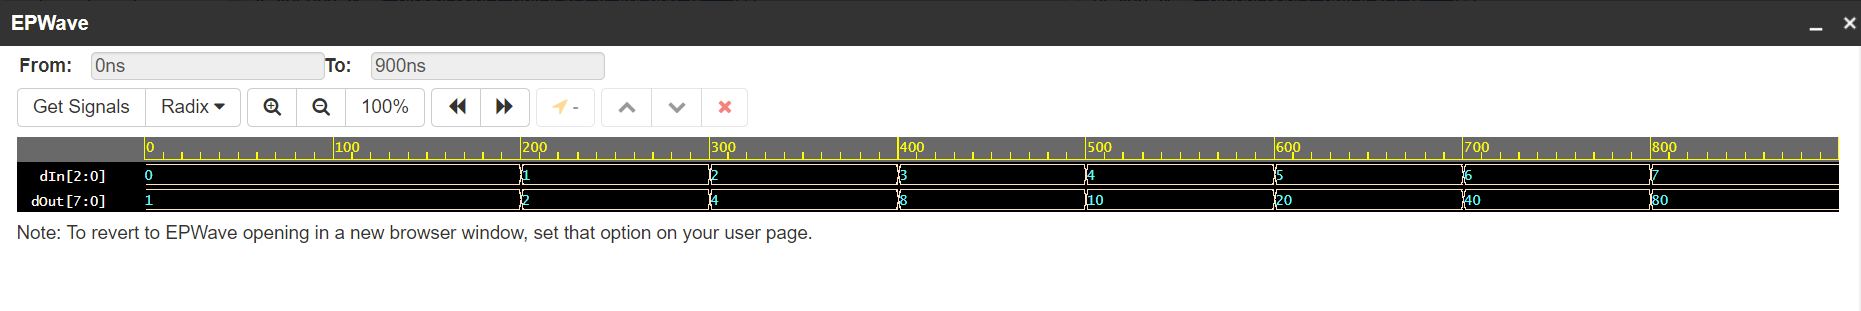 EPWave
From: 0ns To: 900ns
Get Signals Radix 100% -
0 100 200 300 400 500 600 700 800
dIn[2:0] 0 1 2 3 4 5 6 7
dOut[7:0] 1 2 4 8 10 20 40 80
Note: To revert to EPWave opening in a new browser window, set that option on your user page.